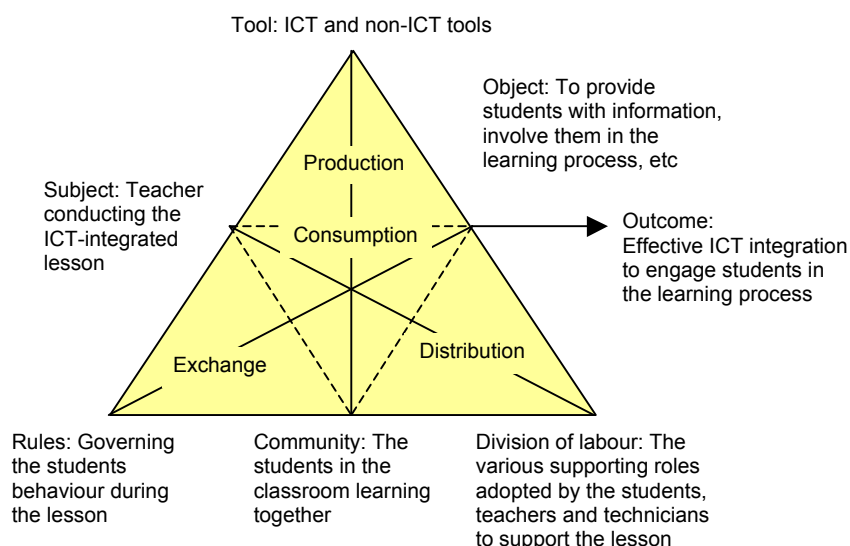 Tool: ICT and non-ICT tools
Object: To provide
students with information,
involve them in the
learning process, etc
Production
Subject: Teacher
conducting the
ICT-integrated
lesson
Consumption
Outcome:
Effective ICT integration
to engage students in
the learning process
Exchange
Distribution
Rules: Governing
the students
behaviour during
the lesson
Community: The
students in the
classroom learning
together
Division of labour: The
various supporting roles
adopted by the students,
teachers and technicians
to support the lesson